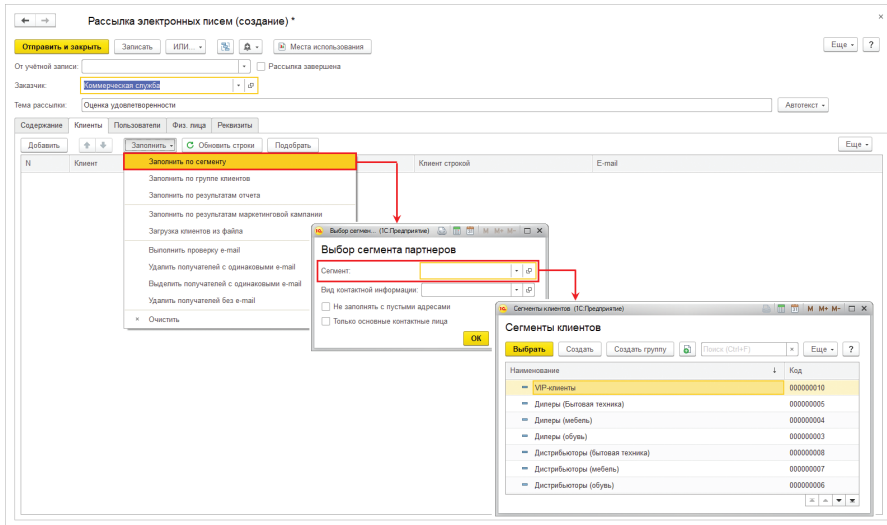 Рассылка электронных писем (создание) *
Отправить и закрыть Записать ИЛИ... Места использования Еще ?
От учётной записи: Рассылка завершена
Заказчик: Коммерческая служба
Тема рассылки: Оценка удовлетворенности Автотекст
Содержание Клиенты Пользователи Физ. лица Реквизиты
Добавить Заполнить Обновить строки Подобрать Еще
N Клиент Клиент строкой E-mail
Заполнить по сегменту
Заполнить по группе клиентов
Заполнить по результатам отчета
Заполнить по результатам маркетинговой кампании
Загрузка клиентов из файла
Выполнить проверку e-mail
Удалить получателей с одинаковыми e-mail
Выделить получателей с одинаковыми e-mail
Удалить получателей без e-mail
Очистить
Выбор сегмен... (1С:Предприятие) M M+ M-
Выбор сегмента партнеров
Сегмент:
Вид контактной информации:
Не заполнять с пустыми адресами
Только основные контактные лица
ОК
Сегменты клиентов (1С:Предприятие) M M+ M-
Сегменты клиентов
Выбрать Создать Создать группу Поиск (Ctrl+F) × Еще ?
Наименование ↓ Код
VIP-клиенты 000000010
Дилеры (Бытовая техника) 000000005
Дилеры (мебель) 000000004
Дилеры (обувь) 000000003
Дистрибьюторы (бытовая техника) 000000008
Дистрибьюторы (мебель) 000000007
Дистрибьюторы (обувь) 000000006